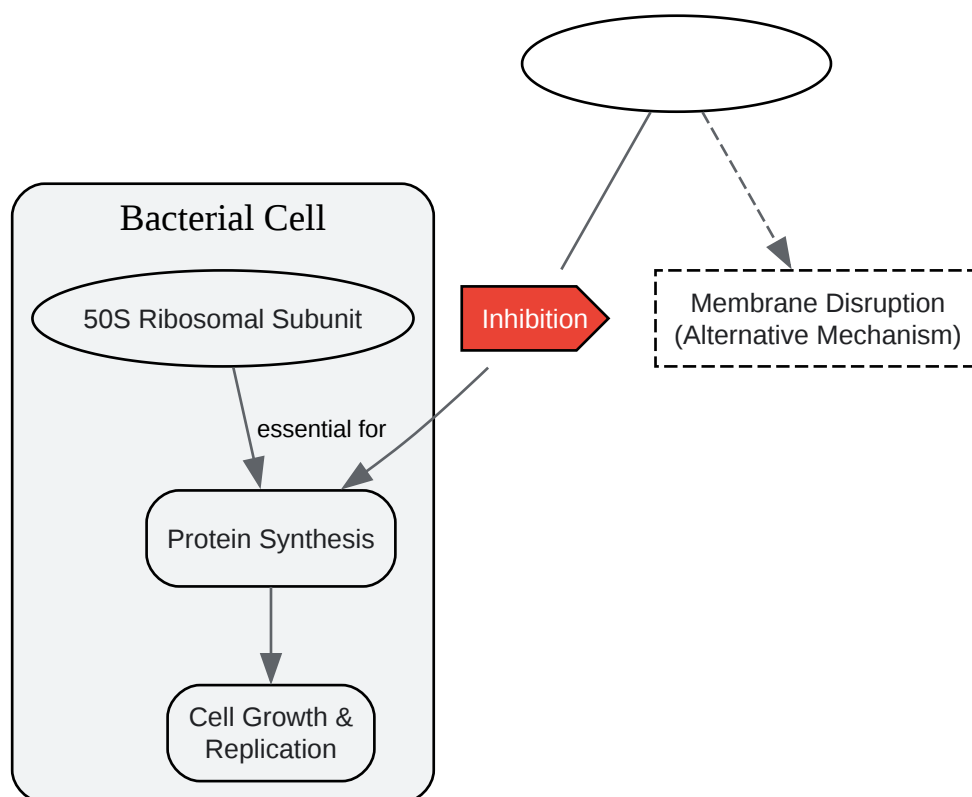 Bacterial Cell
50S Ribosomal Subunit
Inhibition
Membrane Disruption
(Alternative Mechanism)
essential for
Protein Synthesis
Cell Growth &
Replication